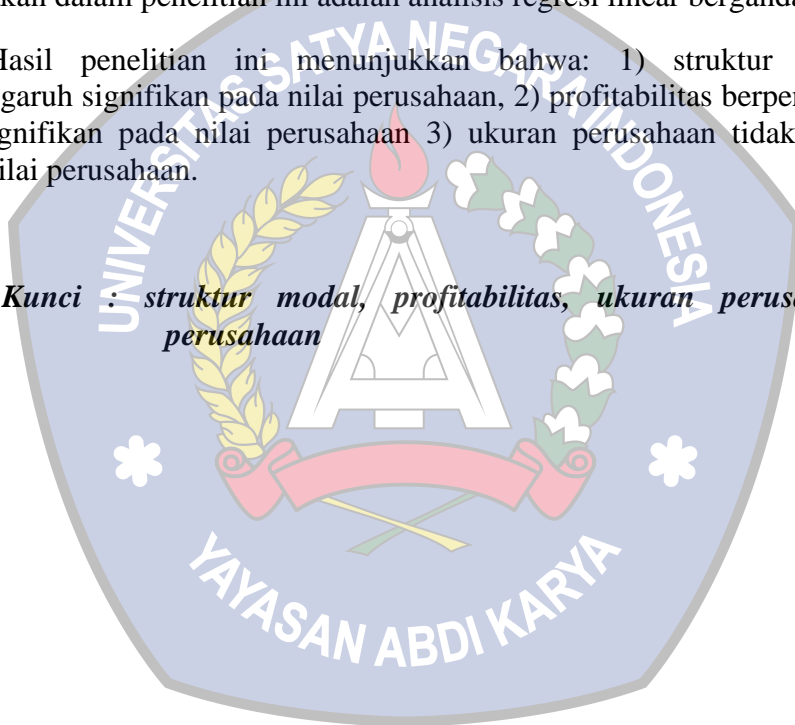 kan dalam penelitian ini adalah analisis regresi linear berganda
Hasil penelitian ini menunjukkan bahwa: 1) struktur
garuh signifikan pada nilai perusahaan, 2) profitabilitas berper
gnifikan pada nilai perusahaan 3) ukuran perusahaan tidak
ilai perusahaan.
Kunci : struktur modal, profitabilitas, ukuran perus
perusahaan
UNIVERSITAS SATYA NEGARA INDONESIA
YAYASAN ABDI KARYA